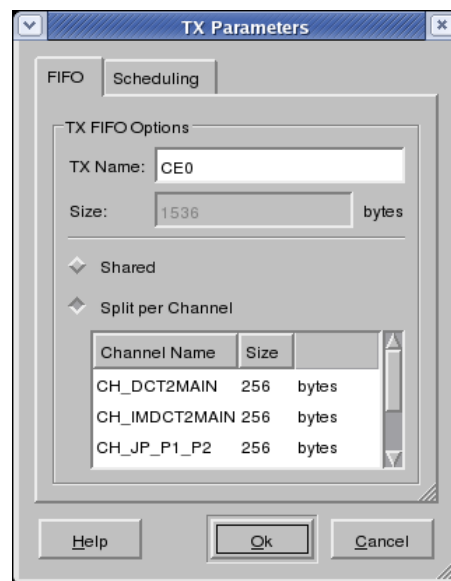 TX Parameters
FIFO Scheduling
TX FIFO Options
TX Name: CE0
Size: 1536 bytes
Shared
Split per Channel
Channel Name Size
CH_DCT2MAIN 256 bytes
CH_IMDCT2MAIN 256 bytes
CH_JP_P1_P2 256 bytes
Help Ok Cancel